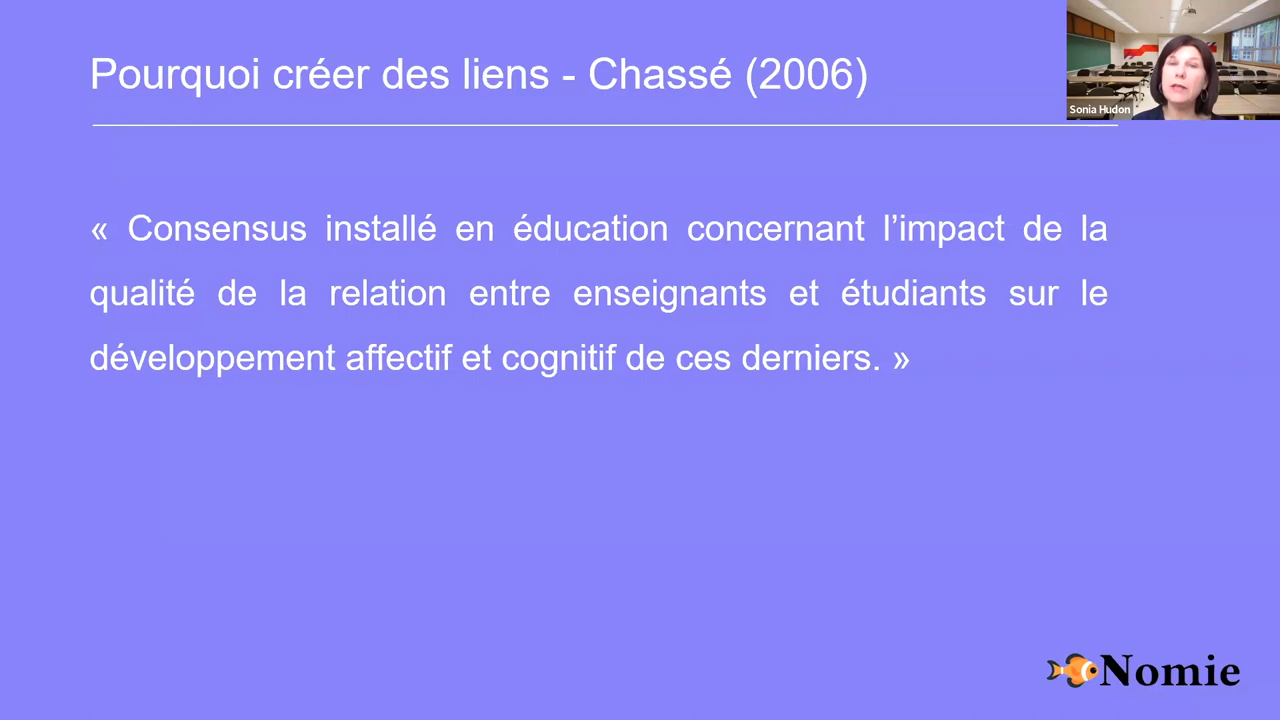 Pourquoi créer des liens - Chassé (2006)
Sonia Hudon
« Consensus installé en éducation concernant l’impact de la
qualité de la relation entre enseignants et étudiants sur le
développement affectif et cognitif de ces derniers. »
Nomie